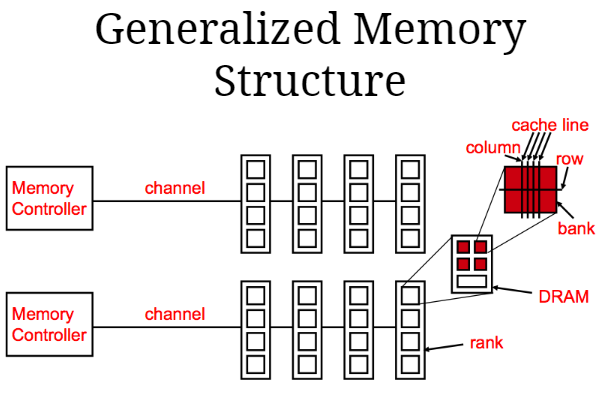 Generalized Memory
Structure
cache line
column
row
bank
Memory
Controller
channel
DRAM
Memory
Controller
channel
rank